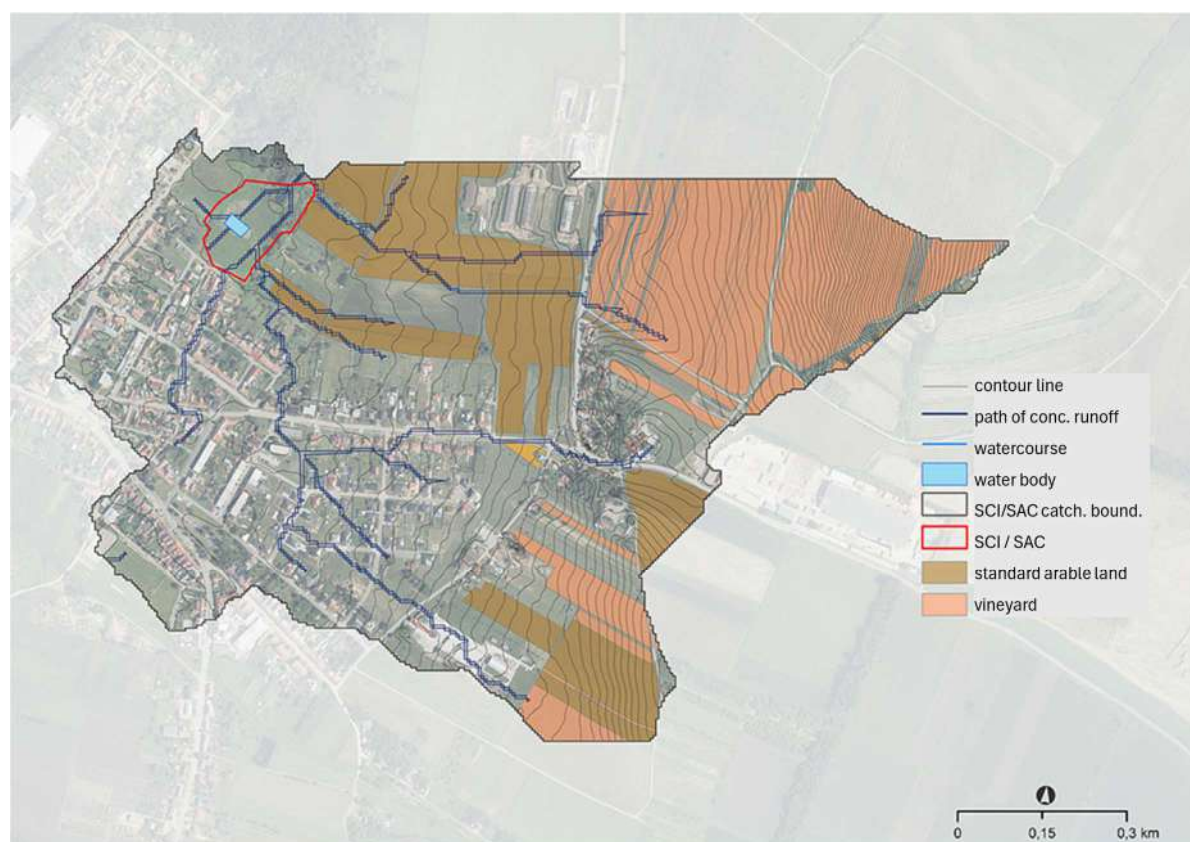 contour line
path of conc. runoff
watercourse
water body
SCI/SAC catch. bound.
SCI / SAC
standard arable land
vineyard
0 0,15 0,3 km